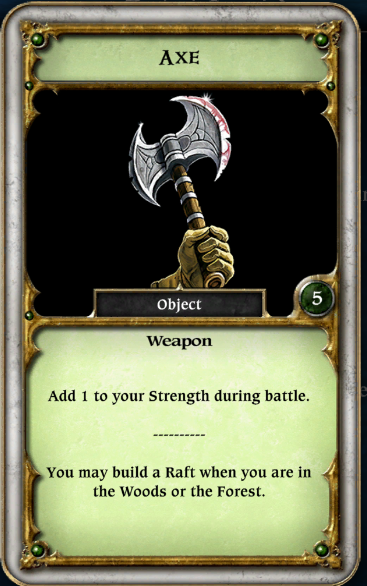 AXE
Object
5
Weapon
Add 1 to your Strength during battle.
----------
You may build a Raft when you are in
the Woods or the Forest.